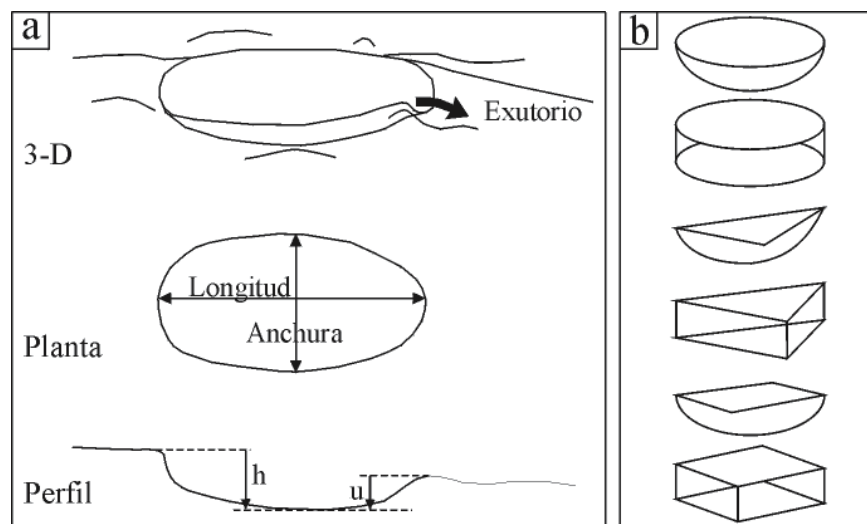 a
Exutorio
3-D
Longitud
Anchura
Planta
h
u
Perfil
b